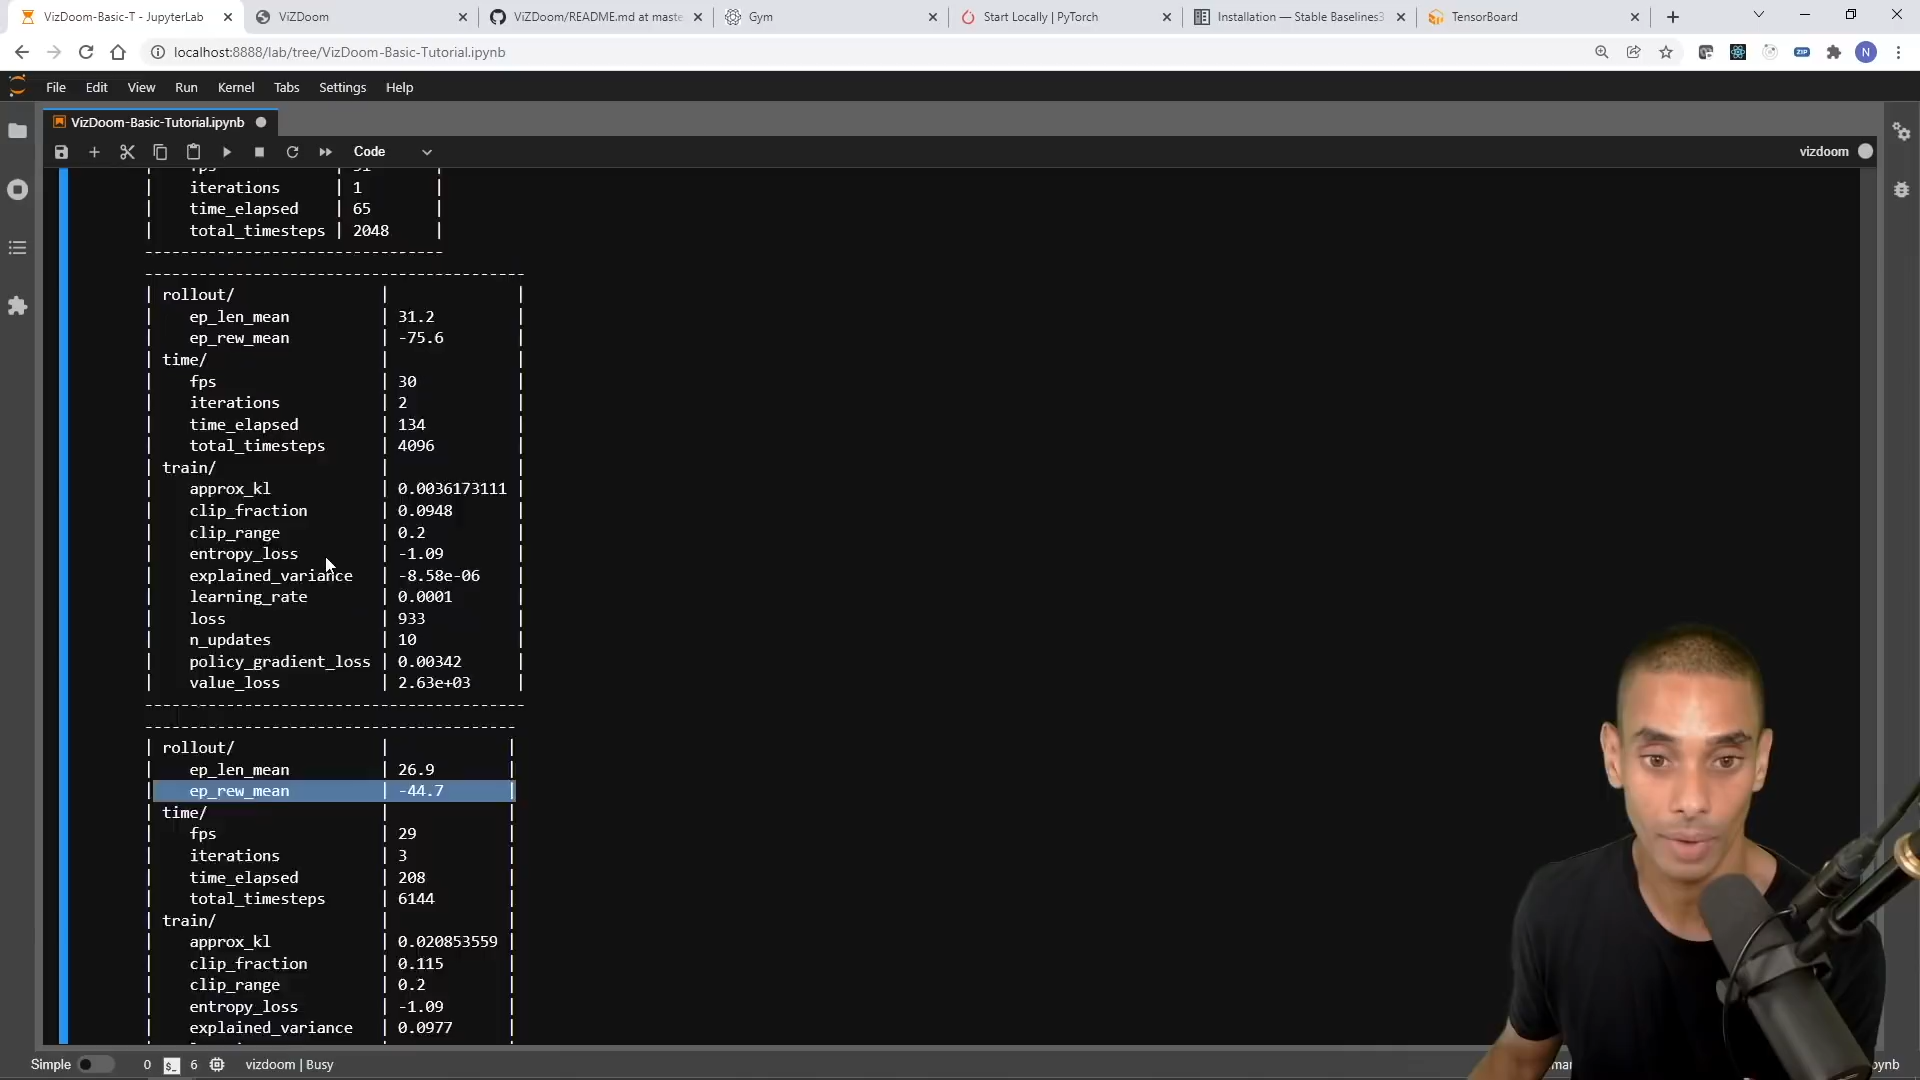 VizDoom-Basic-T - JupyterLab
ViZDoom
ViZDoom/README.md at maste
Gym
Start Locally | PyTorch
Installation — Stable Baselines3
TensorBoard
localhost:8888/lab/tree/VizDoom-Basic-Tutorial.ipynb
ZIP
N
File Edit View Run Kernel Tabs Settings Help
VizDoom-Basic-Tutorial.ipynb
Code
vizdoom
| iterations | 1 |
| time_elapsed | 65 |
| total_timesteps | 2048 |
---------------------------------
------------------------------------------
| rollout/ | |
| ep_len_mean | 31.2 |
| ep_rew_mean | -75.6 |
| time/ | |
| fps | 30 |
| iterations | 2 |
| time_elapsed | 134 |
| total_timesteps | 4096 |
| train/ | |
| approx_kl | 0.0036173111 |
| clip_fraction | 0.0948 |
| clip_range | 0.2 |
| entropy_loss | -1.09 |
| explained_variance | -8.58e-06 |
| learning_rate | 0.0001 |
| loss | 933 |
| n_updates | 10 |
| policy_gradient_loss | 0.00342 |
| value_loss | 2.63e+03 |
------------------------------------------
-----------------------------------------
| rollout/ | |
| ep_len_mean | 26.9 |
| ep_rew_mean | -44.7 |
| time/ | |
| fps | 29 |
| iterations | 3 |
| time_elapsed | 208 |
| total_timesteps | 6144 |
| train/ | |
| approx_kl | 0.020853559 |
| clip_fraction | 0.115 |
| clip_range | 0.2 |
| entropy_loss | -1.09 |
| explained_variance | 0.0977 |
Simple 0 $_ 6 vizdoom | Busy
ynb